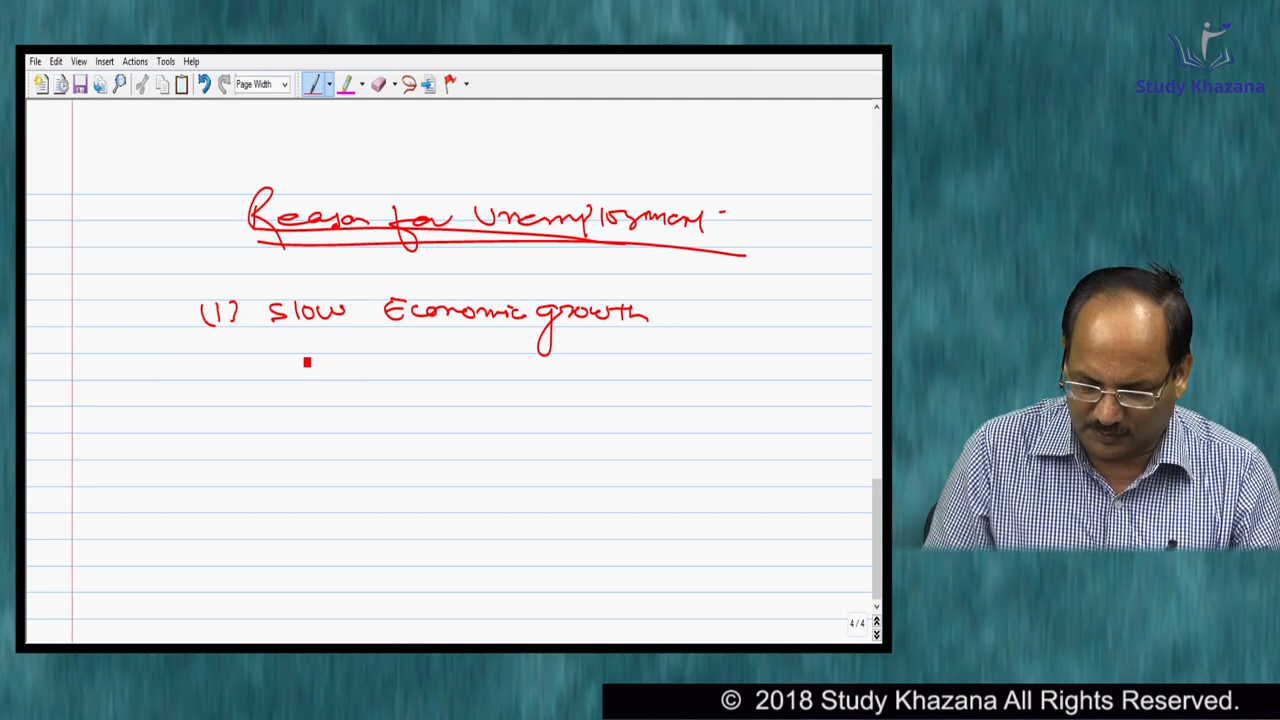 Study Khazana
File Edit View Insert Actions Tools Help
Page Width
Reason for Unemployment
(1) Slow Economic growth
4/4
© 2018 Study Khazana All Rights Reserved.